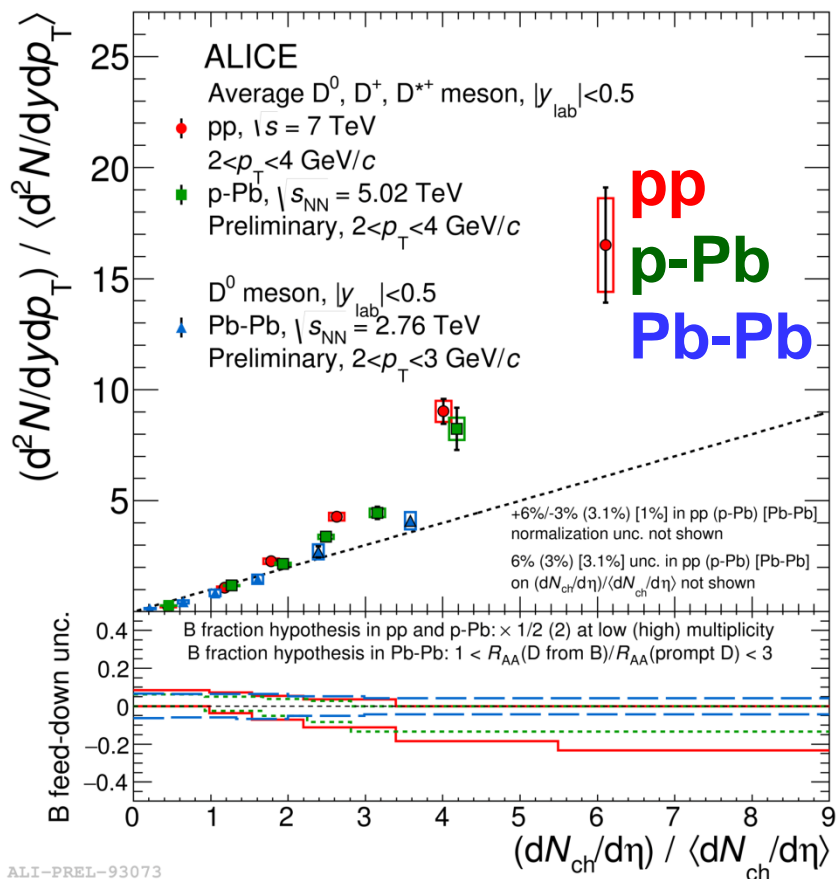 (d²N/dydp_T) / ⟨d²N/dydp_T⟩
25
20
15
10
5
ALICE
Average D⁰, D⁺, D*⁺ meson, |y_lab|<0.5
pp, √s = 7 TeV
2<p_T<4 GeV/c
p-Pb, √s_NN = 5.02 TeV
Preliminary, 2<p_T<4 GeV/c
D⁰ meson, |y_lab|<0.5
Pb-Pb, √s_NN = 2.76 TeV
Preliminary, 2<p_T<3 GeV/c
pp
p-Pb
Pb-Pb
+6%/-3% (3.1%) [1%] in pp (p-Pb) [Pb-Pb]
normalization unc. not shown
6% (3%) [3.1%] unc. in pp (p-Pb) [Pb-Pb]
on (dN_ch/dη)/⟨dN_ch/dη⟩ not shown
B feed-down unc.
0.4
0.2
0
−0.2
−0.4
B fraction hypothesis in pp and p-Pb: × 1/2 (2) at low (high) multiplicity
B fraction hypothesis in Pb-Pb: 1 < R_AA(D from B)/R_AA(prompt D) < 3
0 1 2 3 4 5 6 7 8 9
(dN_ch/dη) / ⟨dN_ch/dη⟩
ALI-PREL-93073